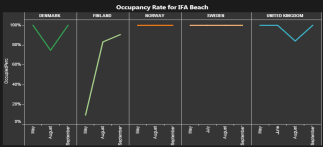 Occupancy Rate for IFA Beach
DENMARK FINLAND NORWAY SWEDEN UNITED KINGDOM
100%
80%
60%
40%
20%
0%
May August September May August September May August September May July September May June August September